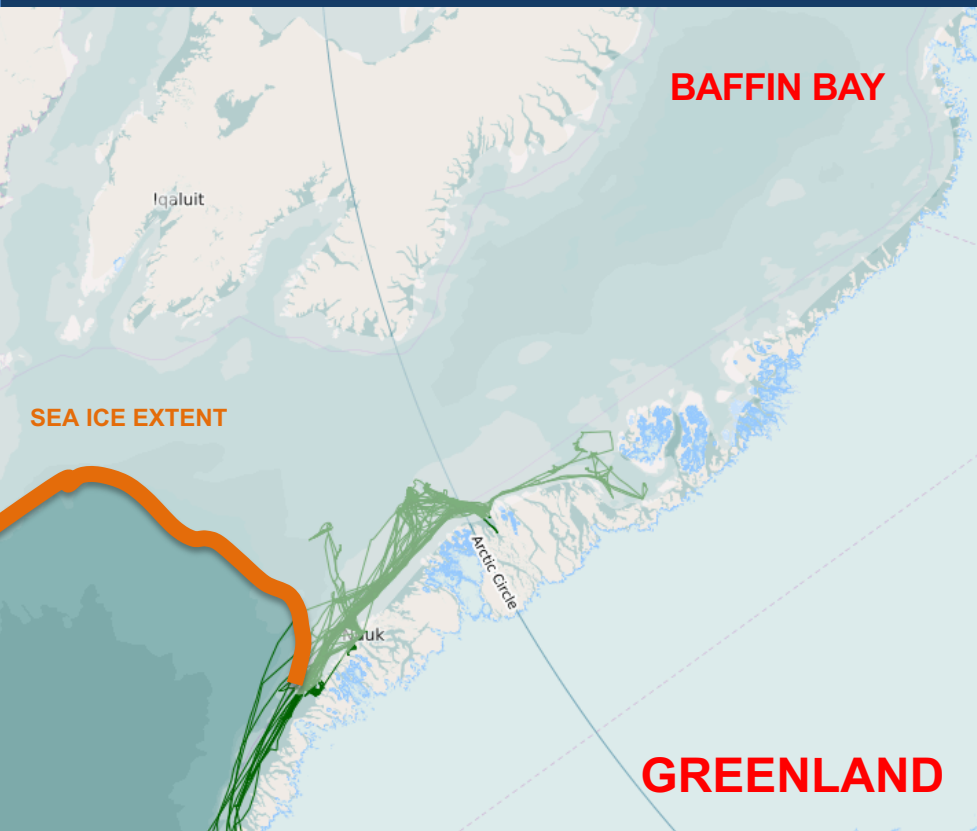 BAFFIN BAY
Iqaluit
SEA ICE EXTENT
Arctic Circle
GREENLAND